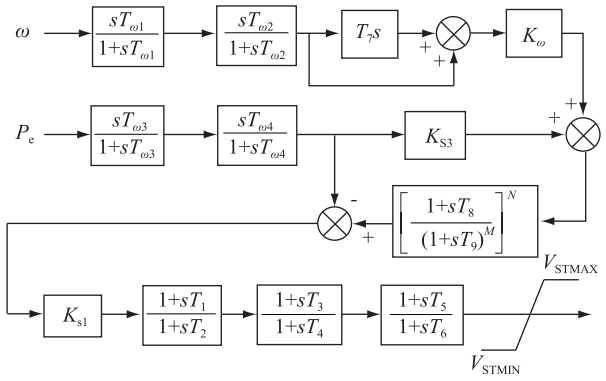 ω sT_ω1 / 1+sT_ω1 sT_ω2 / 1+sT_ω2 T_7s + + K_ω
P_e sT_ω3 / 1+sT_ω3 sT_ω4 / 1+sT_ω4 K_S3 + +
- + [ 1+sT_8 / (1+sT_9)^M ]^N
K_s1 1+sT_1 / 1+sT_2 1+sT_3 / 1+sT_4 1+sT_5 / 1+sT_6
V_STMAX
V_STMIN